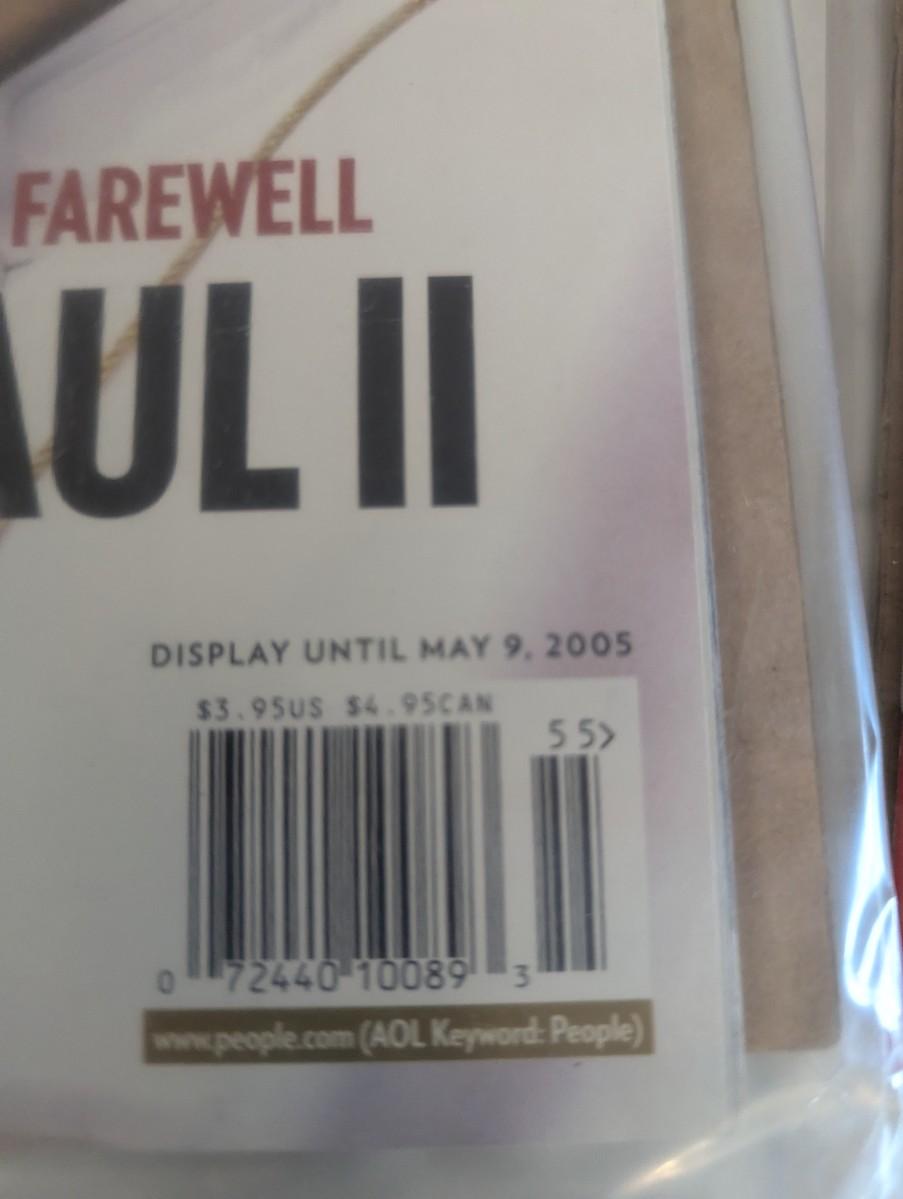 FAREWELL
AUL II
DISPLAY UNTIL MAY 9, 2005
$3.95US $4.95CAN
55>
0 72440 10089 3
www.people.com (AOL Keyword: People)